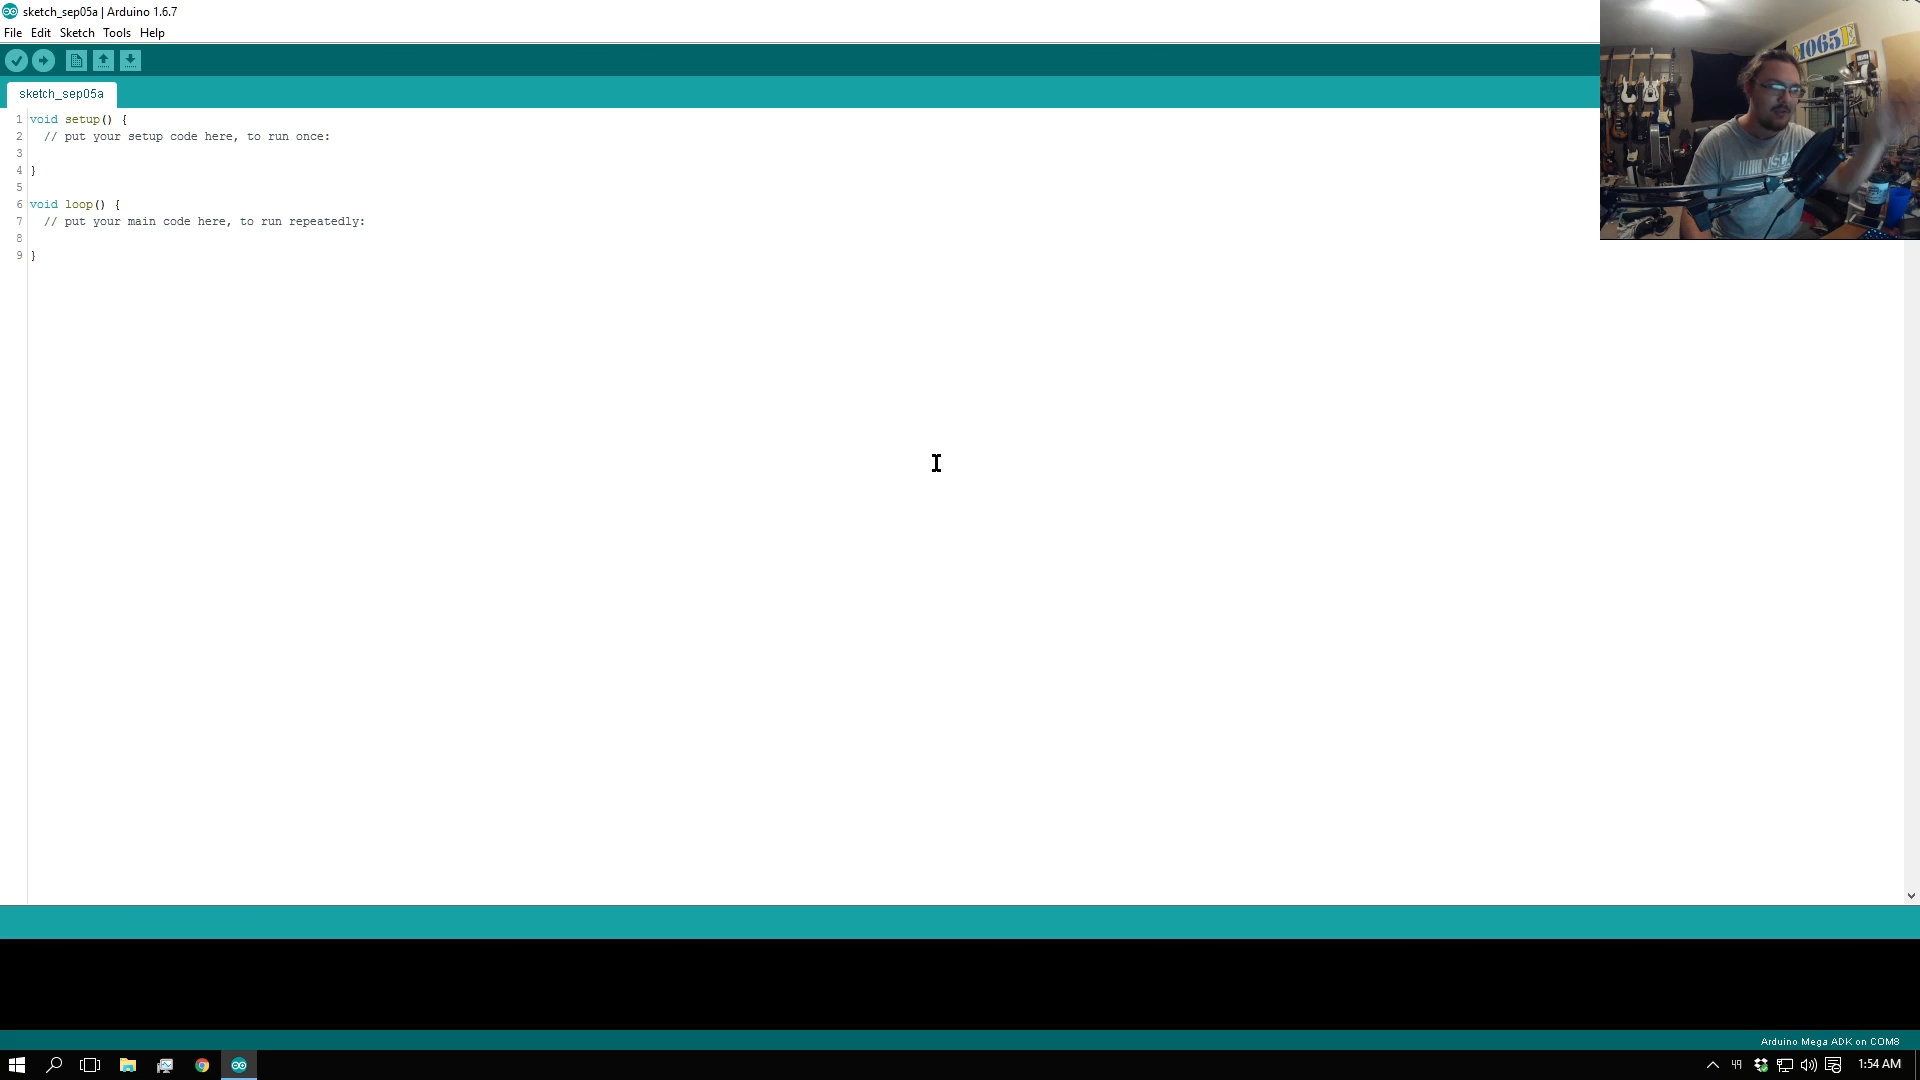 sketch_sep05a | Arduino 1.6.7
File Edit Sketch Tools Help
sketch_sep05a
1 void setup() {
2 // put your setup code here, to run once:
3
4 }
5
6 void loop() {
7 // put your main code here, to run repeatedly:
8
9 }
1065E
Arduino Mega ADK on COM8
49 1:54 AM